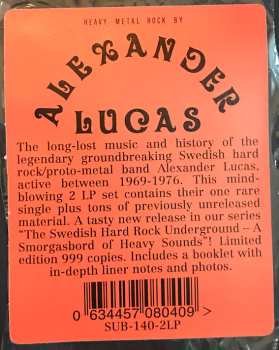 HEAVY METAL ROCK BY
ALEXANDER
LUCAS
The long-lost music and history of the
legendary groundbreaking Swedish hard
rock/proto-metal band Alexander Lucas,
active between 1969-1976. This mind-
blowing 2 LP set contains their one rare
single plus tons of previously unreleased
material. A tasty new release in our series
"The Swedish Hard Rock Underground – A
Smorgasbord of Heavy Sounds"! Limited
edition 999 copies. Includes a booklet with
in-depth liner notes and photos.
0 634457 080409 >
SUB-140-2LP